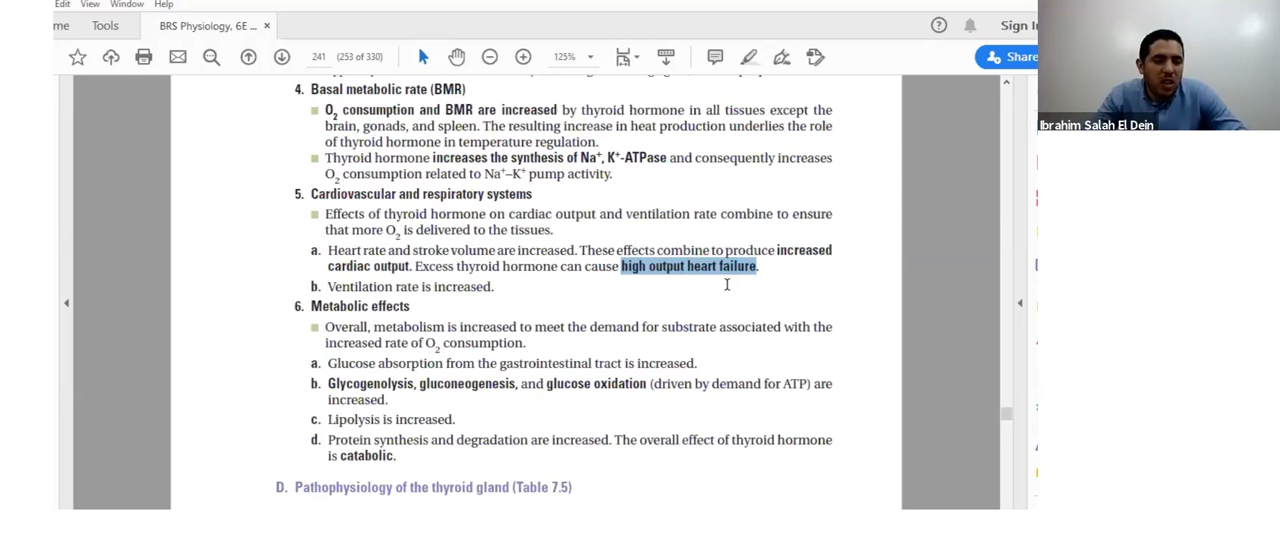 Edit View Window Help
me Tools BRS Physiology, 6E ... × Sign In
241 (253 of 330) 125% Share
4. Basal metabolic rate (BMR)
■ O2 consumption and BMR are increased by thyroid hormone in all tissues except the
brain, gonads, and spleen. The resulting increase in heat production underlies the role
of thyroid hormone in temperature regulation.
■ Thyroid hormone increases the synthesis of Na+, K+-ATPase and consequently increases
O2 consumption related to Na+–K+ pump activity.
5. Cardiovascular and respiratory systems
■ Effects of thyroid hormone on cardiac output and ventilation rate combine to ensure
that more O2 is delivered to the tissues.
a. Heart rate and stroke volume are increased. These effects combine to produce increased
cardiac output. Excess thyroid hormone can cause high output heart failure.
b. Ventilation rate is increased.
6. Metabolic effects
■ Overall, metabolism is increased to meet the demand for substrate associated with the
increased rate of O2 consumption.
a. Glucose absorption from the gastrointestinal tract is increased.
b. Glycogenolysis, gluconeogenesis, and glucose oxidation (driven by demand for ATP) are
increased.
c. Lipolysis is increased.
d. Protein synthesis and degradation are increased. The overall effect of thyroid hormone
is catabolic.
D. Pathophysiology of the thyroid gland (Table 7.5)
Ibrahim Salah El Dein